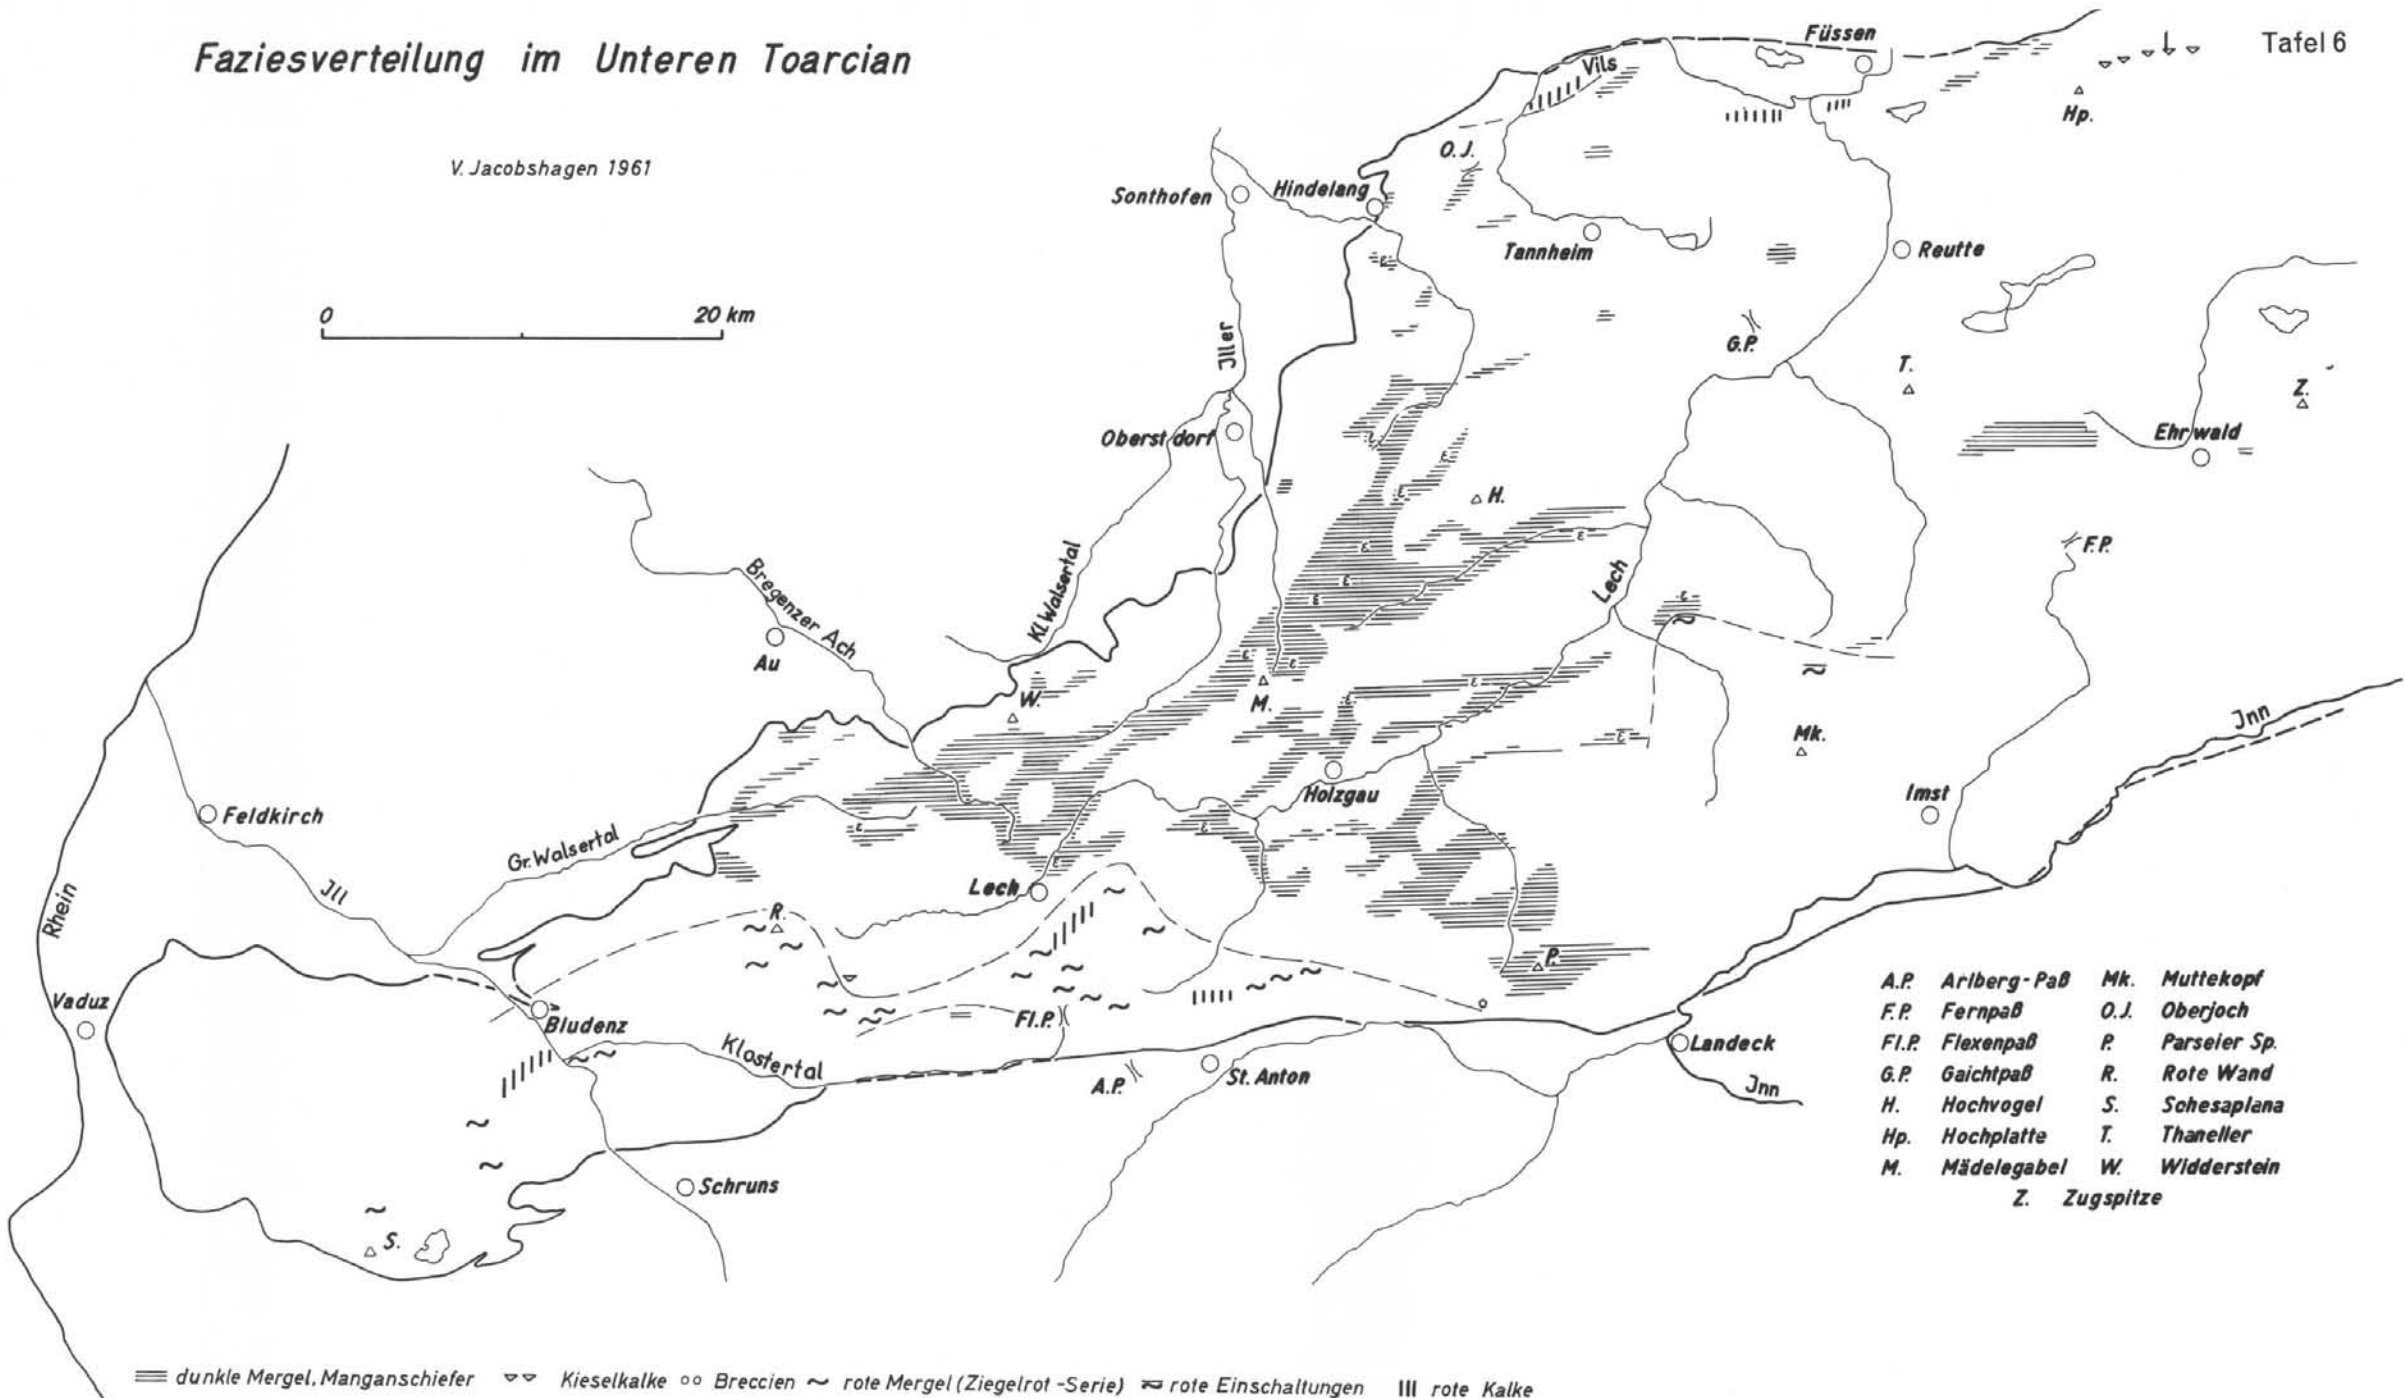 Faziesverteilung im Unteren Toarcian
Tafel 6
V. Jacobshagen 1961
0 20 km
Füssen
Vils
Hp.
O.J.
Sonthofen
Hindelang
Tannheim
Reutte
Jller
G.P.
T.
Z.
Oberstdorf
Ehrwald
H.
F.P.
Bregenzer Ach
Kl.Walsertal
Lech
Au
W.
M.
Mk.
Jnn
Feldkirch
Holzgau
Imst
Gr.Walsertal
Jll
Rhein
Lech
R.
P.
Vaduz
Bludenz
Fl.P.
Klostertal
A.P.
St.Anton
Landeck
Jnn
Schruns
S.
A.P. Arlberg-Paß Mk. Muttekopf
F.P. Fernpaß O.J. Oberjoch
Fl.P. Flexenpaß P. Parseier Sp.
G.P. Gaichtpaß R. Rote Wand
H. Hochvogel S. Schesaplana
Hp. Hochplatte T. Thaneller
M. Mädelegabel W. Widderstein
Z. Zugspitze
dunkle Mergel, Manganschiefer Kieselkalke Breccien rote Mergel (Ziegelrot-Serie) rote Einschaltungen rote Kalke